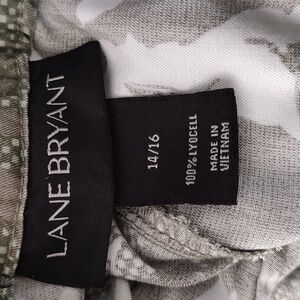 LANE BRYANT
14/16
100% LYOCELL
MADE IN
VIETNAM